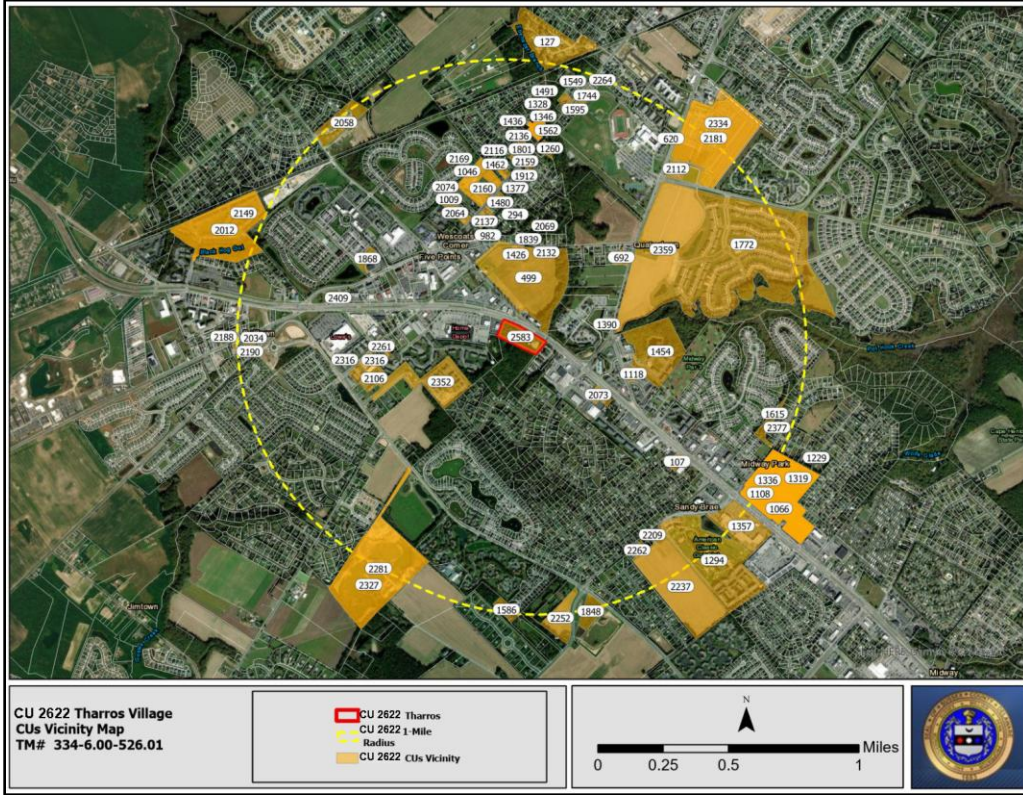 127
1549 2264
1491
1744
1328
1595
2058
1436 1346
2334
1562
620 2181
2136
2116 1801 1260
2169 1462 2159
1046 1912
2112
2074 2160 1377
1009 1480
2064 294
2149 2137
2012 982 2069
Wescoats
Corner 1839
Five Points 1426 2132
1868 692 2359 1772
499
2409
1390
2188 2034 2583
2190 2261
Lowe's
Home
Depot
2316 2316 1454
2106 2352 1118
Midway
2073
1615
2377
1229
107 Midway Park
1336 1319
1108
Sandy Brae 1066
1357
2209
2262
American
1294
2281 2237
2327
Jimtown
1586 2252 1848
Midway
CU 2622 Tharros Village
CUs Vicinity Map
TM# 334-6.00-526.01
CU 2622 Tharros
CU 2622 1-Mile
Radius
CU 2622 CUs Vicinity
N
Miles
0 0.25 0.5 1